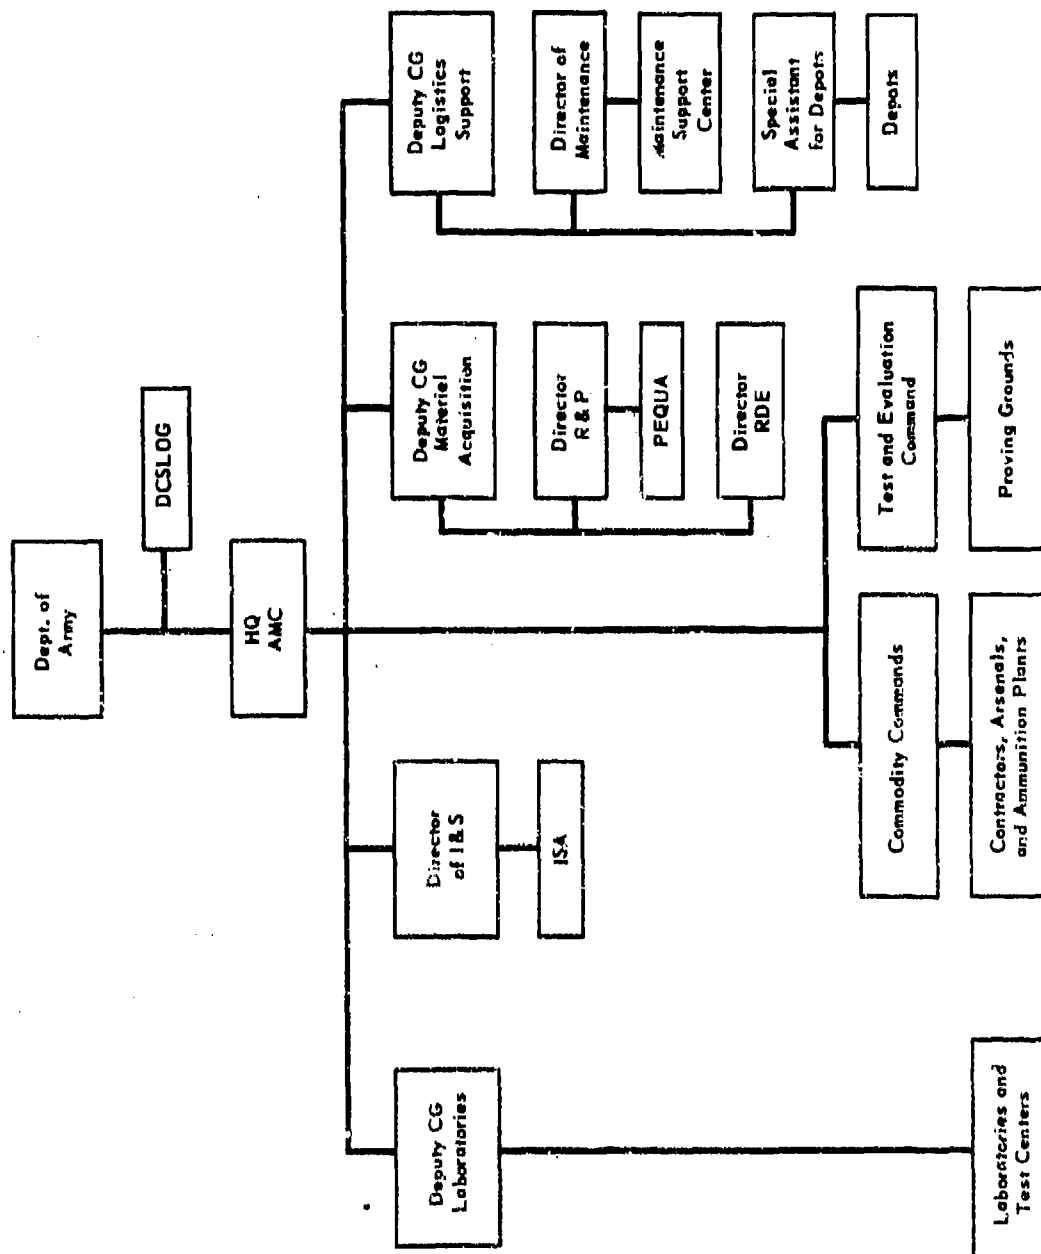 Dept. of
Army
DCSLOG
HQ
AMC
Deputy CG
Laboratories
Director
of I & S
Deputy CG
Materiel
Acquisition
Deputy CG
Logistics
Support
ISA
Director
R & P
Director of
Maintenance
PEQUA
Maintenance
Support
Center
Director
RDE
Special
Assistant
for Depots
Depots
Commodity Commands
Test and Evaluation
Command
Laboratories and
Test Centers
Contractors, Arsenals,
and Ammunition Plants
Proving Grounds